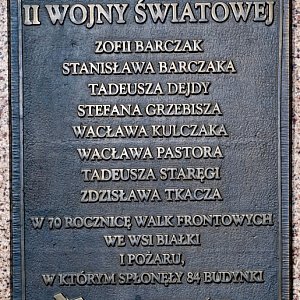 II WOJNY ŚWIATOWEJ
ZOFII BARCZAK
STANISŁAWA BARCZAKA
TADEUSZA DEJDY
STEFANA GRZEBISZA
WACŁAWA KULCZAKA
WACŁAWA PASTORA
TADEUSZA STARĘGI
ZDZISŁAWA TKACZA
W 70 ROCZNICĘ WALK FRONTOWYCH
WE WSI BIAŁKI
I POŻARU,
W KTÓRYM SPŁONĘŁY 84 BUDYNKI